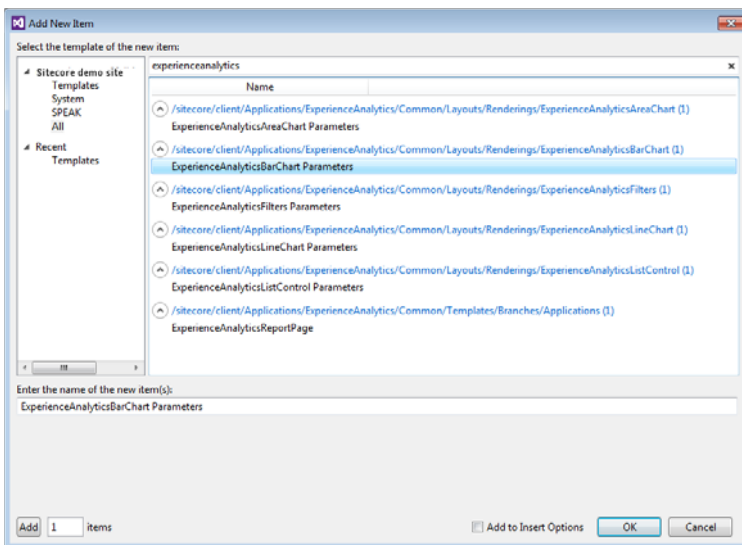 Add New Item
Select the template of the new item:
Sitecore demo site
Templates
System
SPEAK
All
Recent
Templates
experienceanalytics
Name
/sitecore/client/Applications/ExperienceAnalytics/Common/Layouts/Renderings/ExperienceAnalyticsAreaChart (1)
ExperienceAnalyticsAreaChart Parameters
/sitecore/client/Applications/ExperienceAnalytics/Common/Layouts/Renderings/ExperienceAnalyticsBarChart (1)
ExperienceAnalyticsBarChart Parameters
/sitecore/client/Applications/ExperienceAnalytics/Common/Layouts/Renderings/ExperienceAnalyticsFilters (1)
ExperienceAnalyticsFilters Parameters
/sitecore/client/Applications/ExperienceAnalytics/Common/Layouts/Renderings/ExperienceAnalyticsLineChart (1)
ExperienceAnalyticsLineChart Parameters
/sitecore/client/Applications/ExperienceAnalytics/Common/Layouts/Renderings/ExperienceAnalyticsListControl (1)
ExperienceAnalyticsListControl Parameters
/sitecore/client/Applications/ExperienceAnalytics/Common/Templates/Branches/Applications (1)
ExperienceAnalyticsReportPage
Enter the name of the new item(s):
ExperienceAnalyticsBarChart Parameters
Add 1 items Add to Insert Options OK Cancel